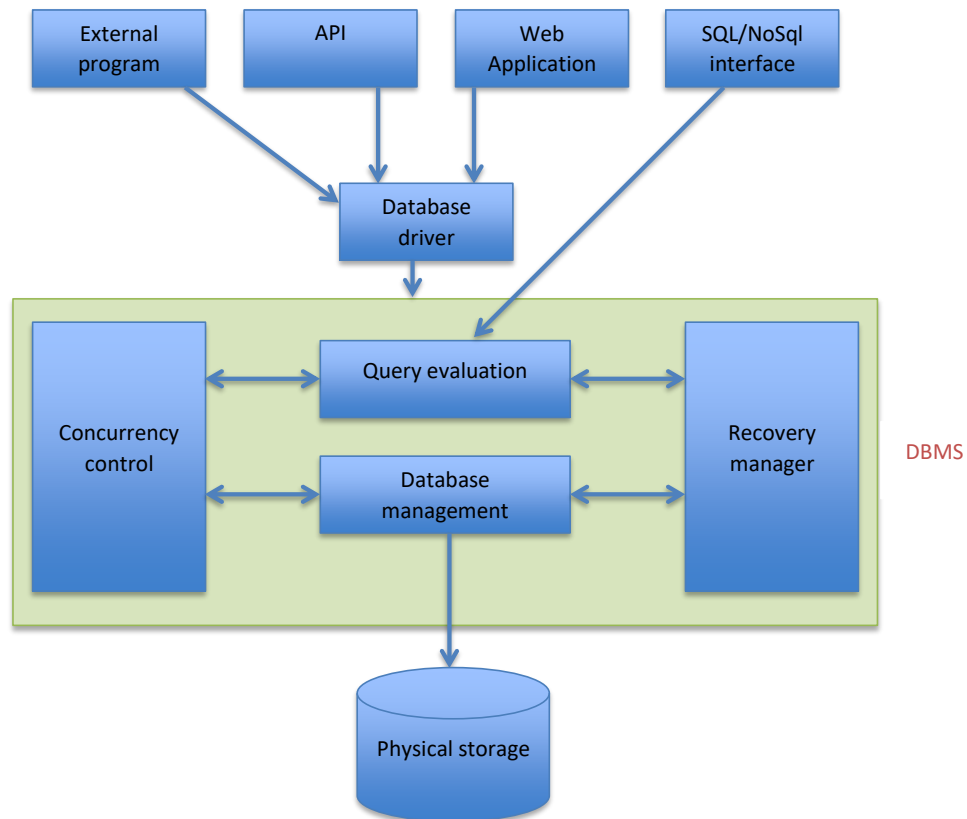 External
program
API
Web
Application
SQL/NoSql
interface
Database
driver
Query evaluation
Concurrency
control
Recovery
manager
DBMS
Database
management
Physical storage